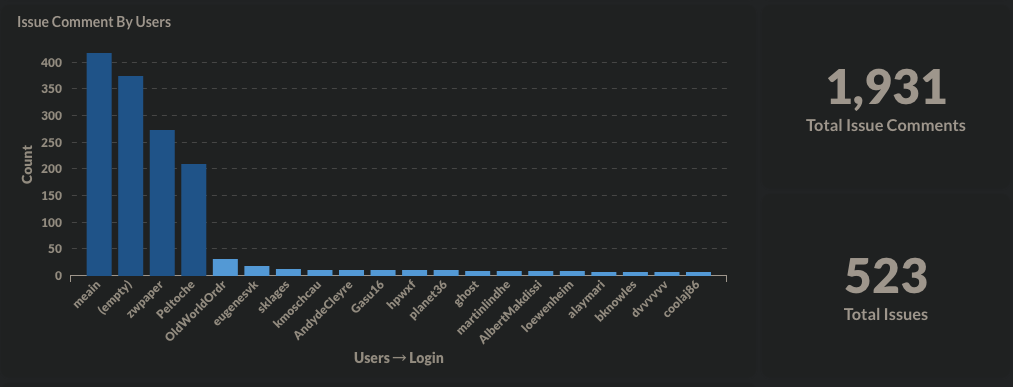 Issue Comment By Users
400
350
300
250
200
150
100
50
0
Count
meain
(empty)
zwpaper
Peltoche
OldWorldOrdr
eugenesvk
sklages
kmoschcau
AndydeCleyre
Gasu16
hpwxf
planet36
ghost
martinlindhe
AlbertMakdissi
loewenheim
alaymari
bknowles
dvvvvvv
coolaj86
Users → Login
1,931
Total Issue Comments
523
Total Issues